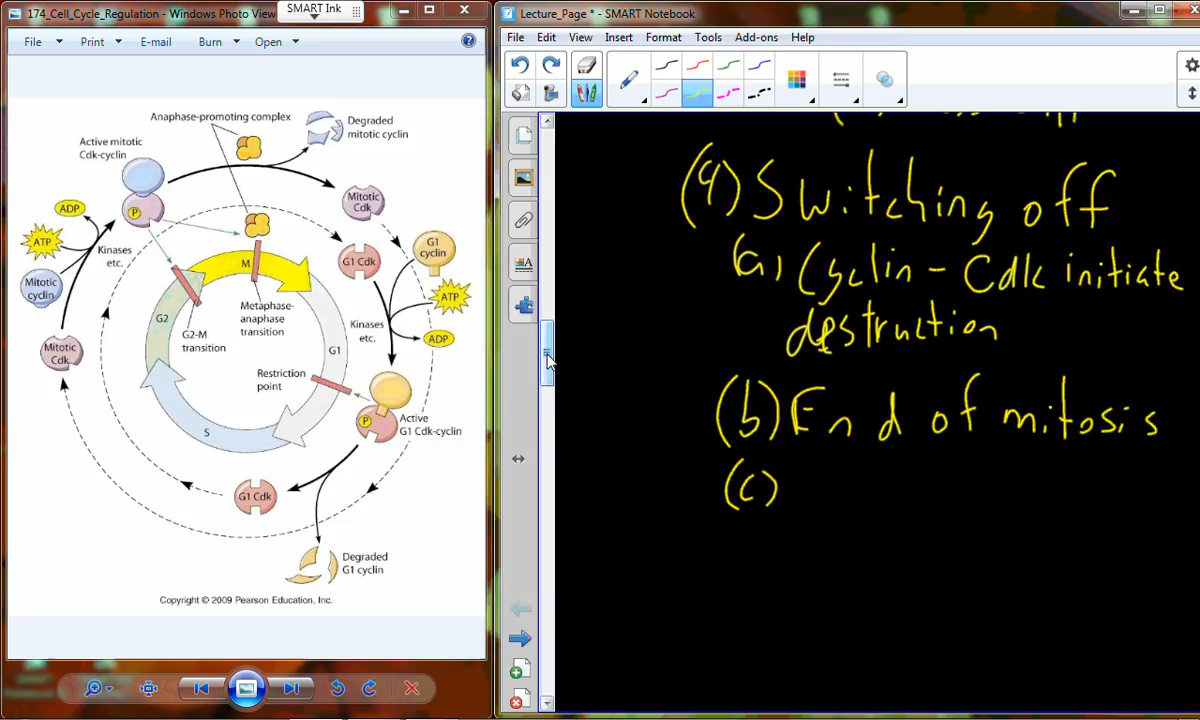 174_Cell_Cycle_Regulation - Windows Photo View
SMART Ink
File Print E-mail Burn Open
Anaphase-promoting complex
Degraded
mitotic cyclin
Active mitotic
Cdk-cyclin
P
ADP
ATP
Kinases
etc.
Mitotic
cyclin
Mitotic
Cdk
Mitotic
Cdk
G1 Cdk
G1
cyclin
ATP
Kinases
etc.
ADP
M
Metaphase-
anaphase
transition
G2
G2-M
transition
G1
Restriction
point
S
P
Active
G1 Cdk-cyclin
G1 Cdk
Degraded
G1 cyclin
Copyright © 2009 Pearson Education, Inc.
Lecture_Page * - SMART Notebook
File Edit View Insert Format Tools Add-ons Help
(4) Switching off
(a) Cyclin - Cdk initiate
destruction
(b) End of mitosis
(c)